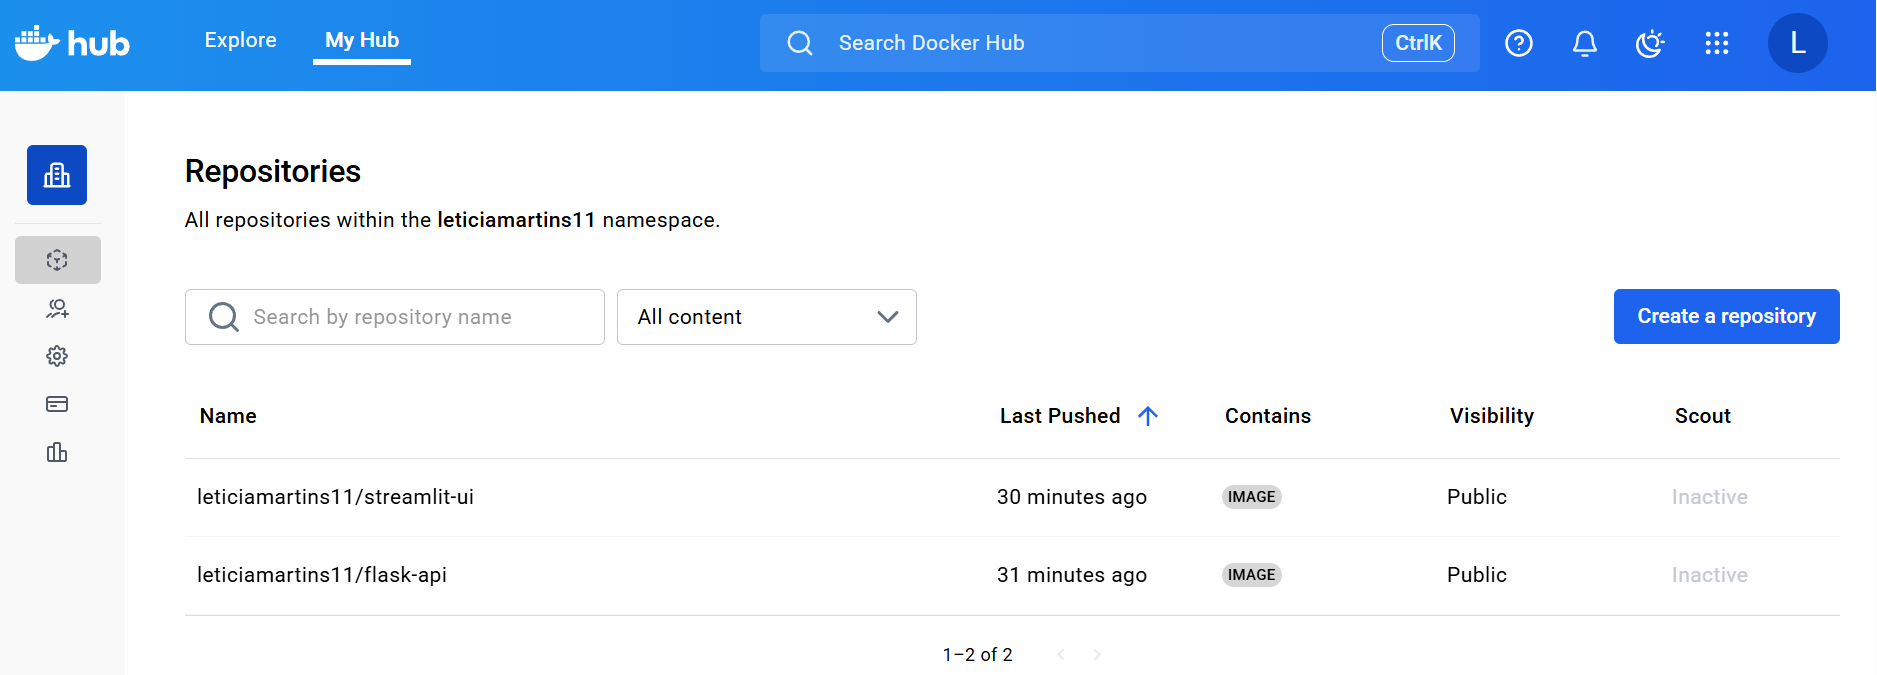 hub
Explore
My Hub
Search Docker Hub
CtrlK
L
Repositories
All repositories within the leticiamartins11 namespace.
Search by repository name
All content
Create a repository
Name Last Pushed Contains Visibility Scout
leticiamartins11/streamlit-ui 30 minutes ago IMAGE Public Inactive
leticiamartins11/flask-api 31 minutes ago IMAGE Public Inactive
1–2 of 2